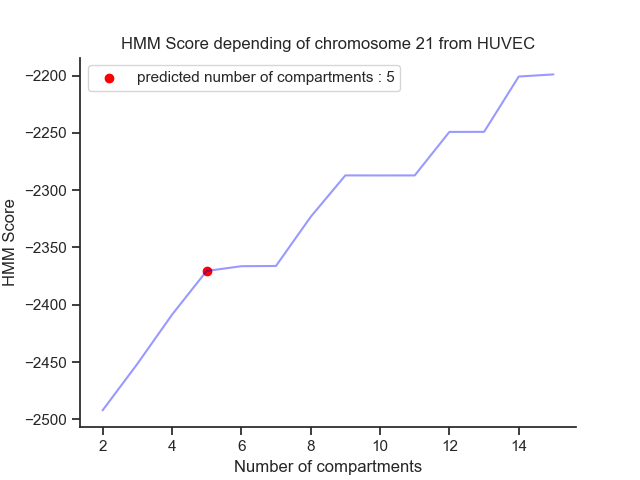 HMM Score depending of chromosome 21 from HUVEC
predicted number of compartments : 5
HMM Score
−2200
−2250
−2300
−2350
−2400
−2450
−2500
2 4 6 8 10 12 14
Number of compartments